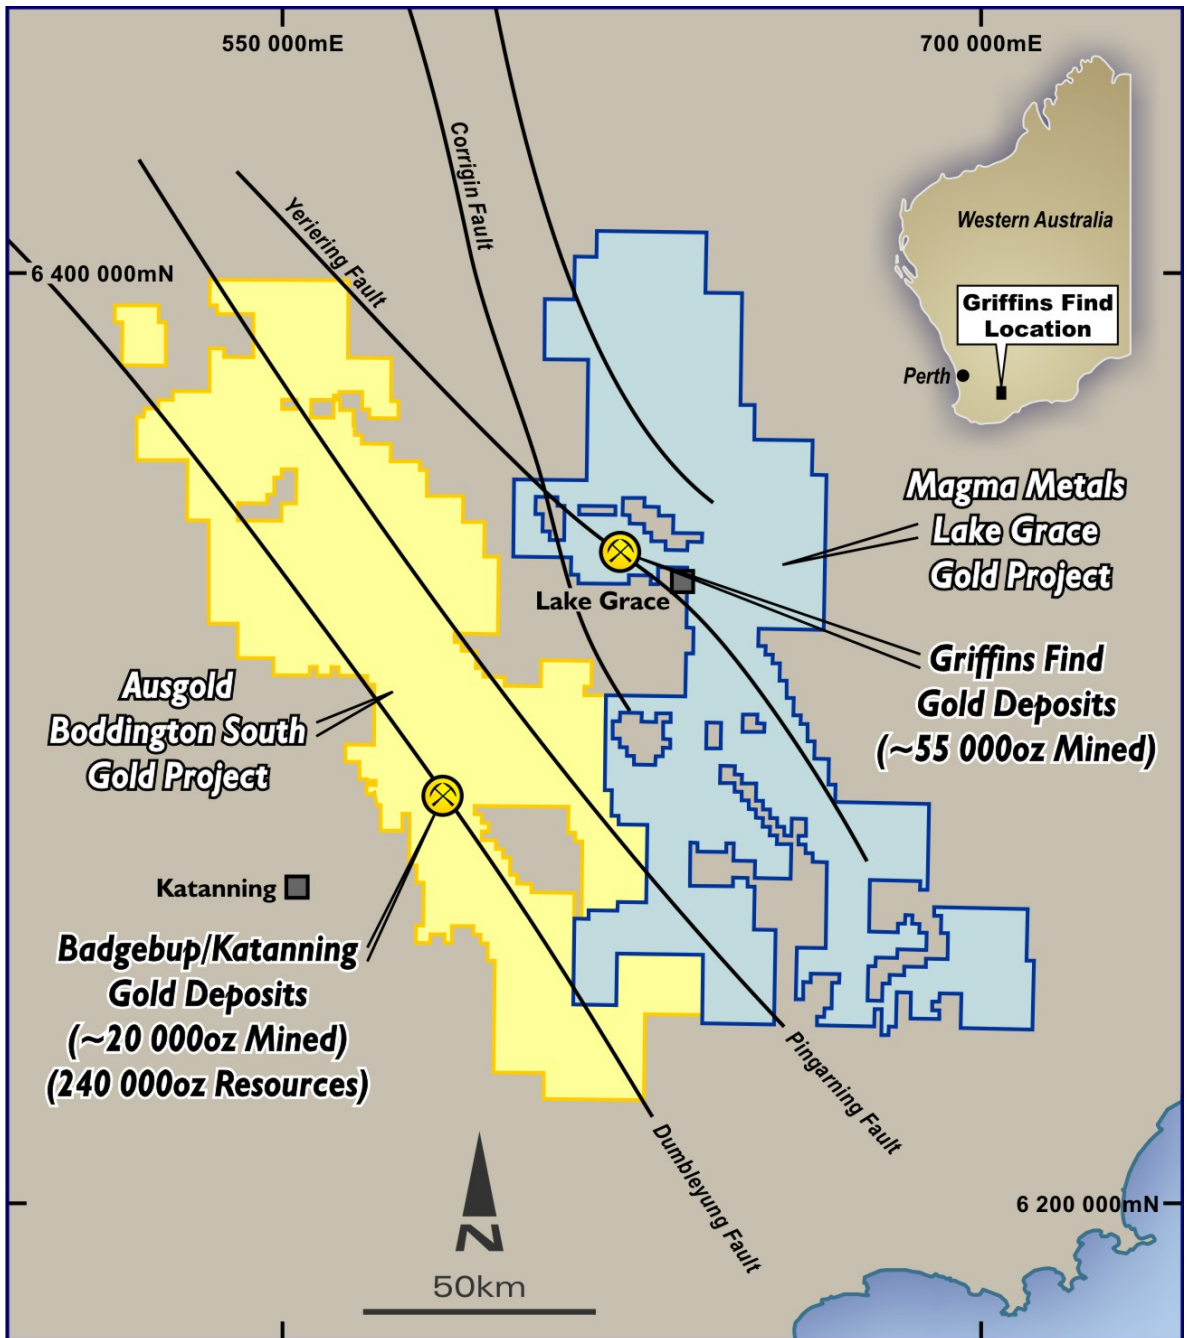 550 000mE
700 000mE
Corrigin Fault
Yeriering Fault
Western Australia
6 400 000mN
Griffins Find
Location
Perth
Magma Metals
Lake Grace
Gold Project
Lake Grace
Griffins Find
Gold Deposits
(~55 000oz Mined)
Ausgold
Boddington South
Gold Project
Katanning
Badgebup/Katanning
Gold Deposits
(~20 000oz Mined)
(240 000oz Resources)
Pingarning Fault
Dumbleyung Fault
6 200 000mN
N
50km